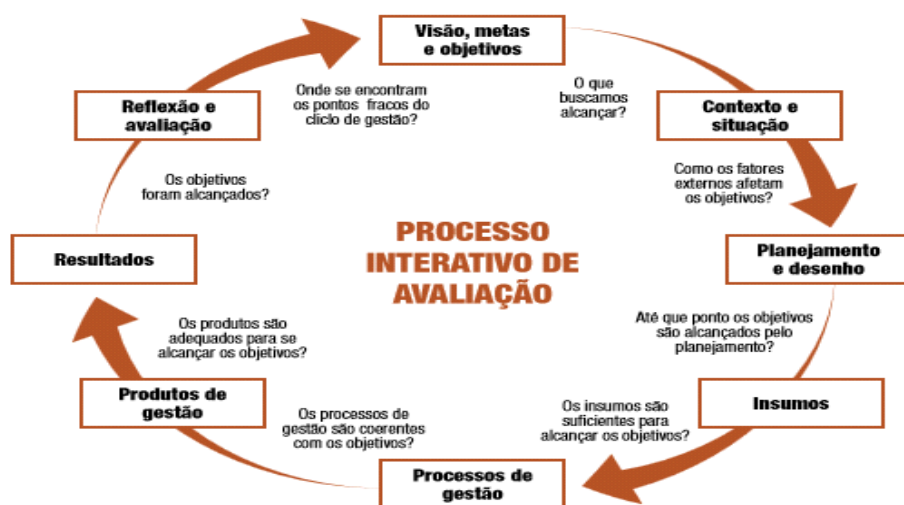 Visão, metas
e objetivos
O que
buscamos
alcançar?
Contexto e
situação
Como os fatores
externos afetam
os objetivos?
Planejamento
e desenho
Até que ponto os objetivos
são alcançados pelo
planejamento?
Insumos
Os insumos são
suficientes para
alcançar os objetivos?
Processos de
gestão
Os processos de
gestão são coerentes
com os objetivos?
Produtos de
gestão
Os produtos são
adequados para se
alcançar os objetivos?
Resultados
Os objetivos
foram alcançados?
Reflexão e
avaliação
Onde se encontram
os pontos fracos do
cliclo de gestão?
PROCESSO
INTERATIVO DE
AVALIAÇÃO